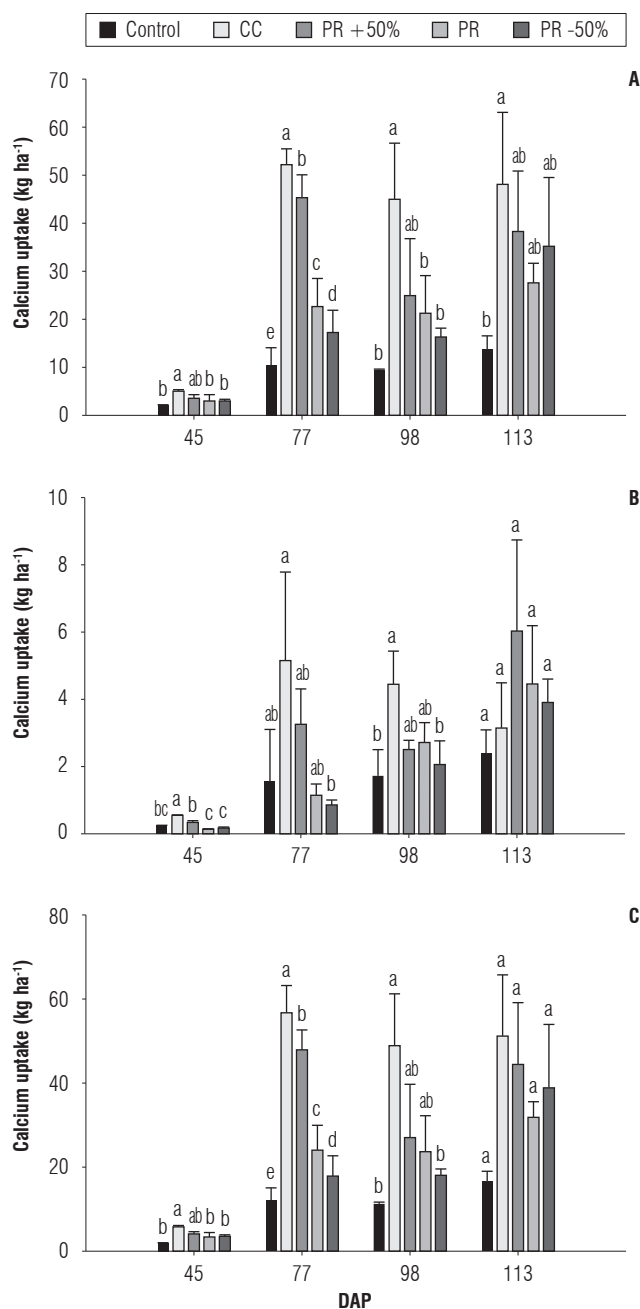 Control CC PR +50% PR PR -50%
A
Calcium uptake (kg ha-1)
70
60
50
40
30
20
10
0
b a ab b b
e a b c d
b a ab b b
b a ab ab ab
45 77 98 113
B
Calcium uptake (kg ha-1)
10
8
6
4
2
0
bc a b c c
ab a ab ab b
b a ab ab b
a a a a a
45 77 98 113
C
Calcium uptake (kg ha-1)
80
60
40
20
0
b a ab b b
e a b c d
b a ab ab b
a a a a a
45 77 98 113
DAP